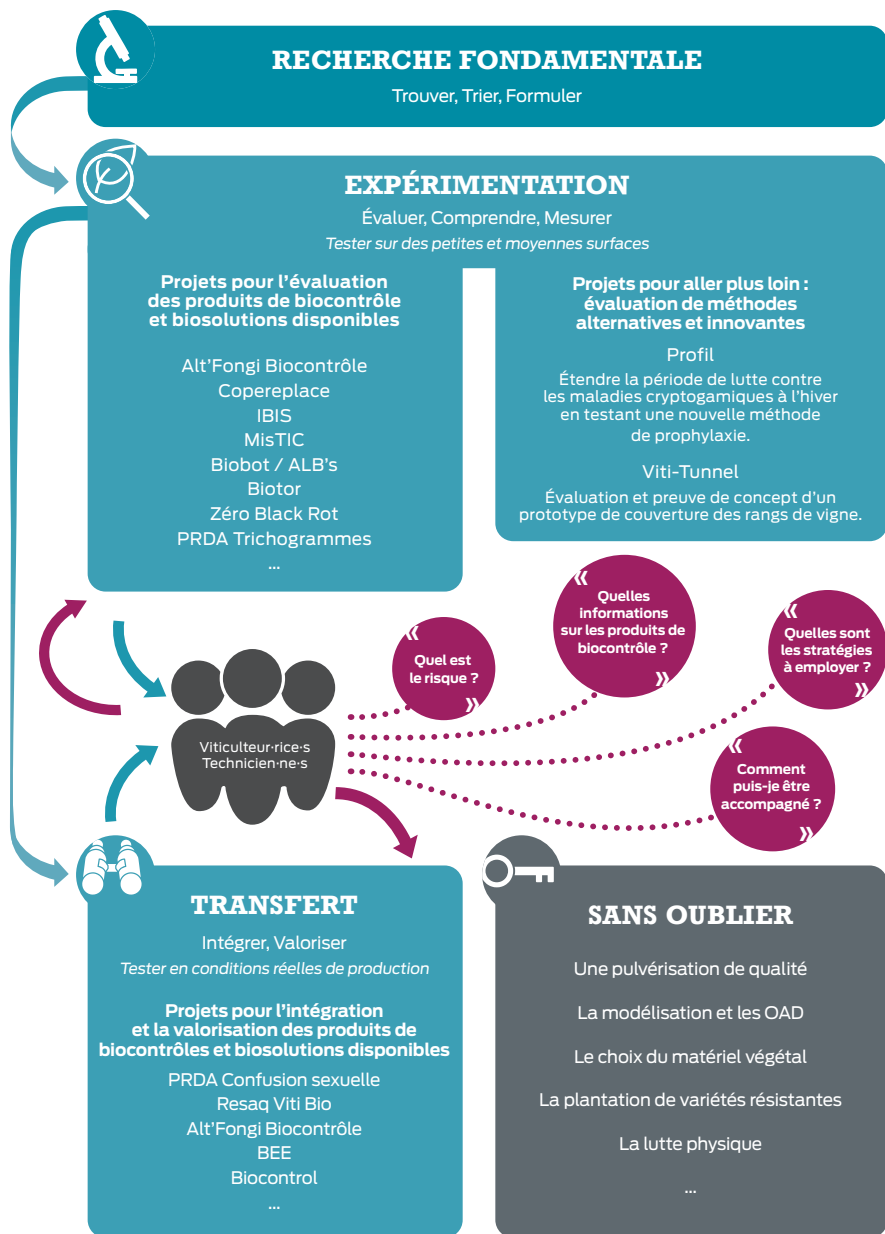 RECHERCHE FONDAMENTALE
Trouver, Trier, Formuler
EXPÉRIMENTATION
Évaluer, Comprendre, Mesurer
Tester sur des petites et moyennes surfaces
Projets pour l'évaluation
des produits de biocontrôle
et biosolutions disponibles
Alt'Fongi Biocontrôle
Copereplace
IBIS
MisTIC
Biobot / ALB's
Biotor
Zéro Black Rot
PRDA Trichogrammes
...
Projets pour aller plus loin :
évaluation de méthodes
alternatives et innovantes
Profil
Étendre la période de lutte contre
les maladies cryptogamiques à l'hiver
en testant une nouvelle méthode
de prophylaxie.
Viti-Tunnel
Évaluation et preuve de concept d'un
prototype de couverture des rangs de vigne.
Viticulteur·rice·s
Technicien·ne·s
«
Quel est
le risque ?
»
«
Quelles
informations
sur les produits de
biocontrôle ?
»
«
Quelles sont
les stratégies
à employer ?
»
«
Comment
puis-je être
accompagné ?
»
TRANSFERT
Intégrer, Valoriser
Tester en conditions réelles de production
Projets pour l'intégration
et la valorisation des produits de
biocontrôles et biosolutions disponibles
PRDA Confusion sexuelle
Resaq Viti Bio
Alt'Fongi Biocontrôle
BEE
Biocontrol
...
SANS OUBLIER
Une pulvérisation de qualité
La modélisation et les OAD
Le choix du matériel végétal
La plantation de variétés résistantes
La lutte physique
...